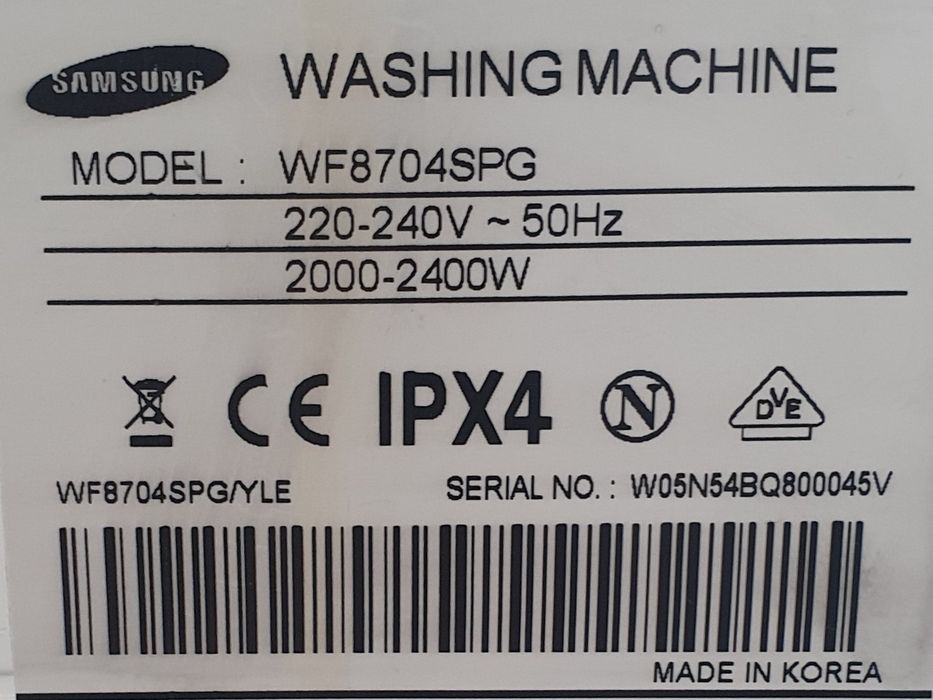 SAMSUNG WASHING MACHINE
MODEL : WF8704SPG
220-240V ~ 50Hz
2000-2400W
CE IPX4 N DVE
WF8704SPG/YLE SERIAL NO. : W05N54BQ800045V
MADE IN KOREA